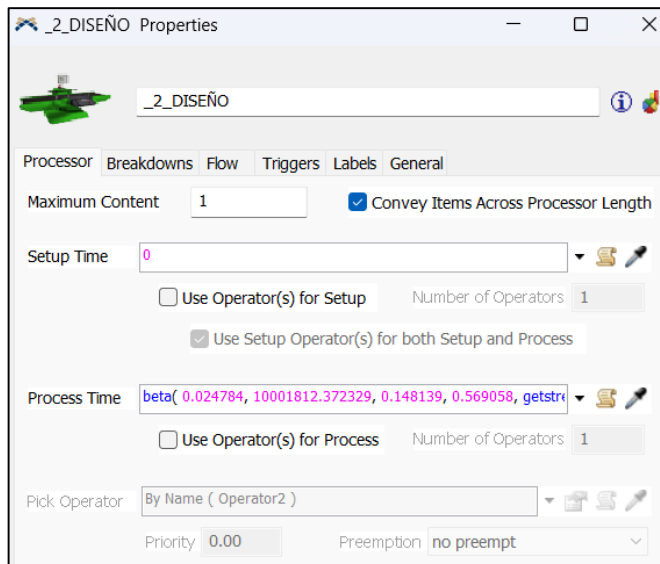 _2_DISEÑO Properties
_2_DISEÑO
Processor Breakdowns Flow Triggers Labels General
Maximum Content 1 Convey Items Across Processor Length
Setup Time 0
Use Operator(s) for Setup Number of Operators 1
Use Setup Operator(s) for both Setup and Process
Process Time beta( 0.024784, 10001812.372329, 0.148139, 0.569058, getstre
Use Operator(s) for Process Number of Operators 1
Pick Operator By Name ( Operator2 )
Priority 0.00 Preemption no preempt